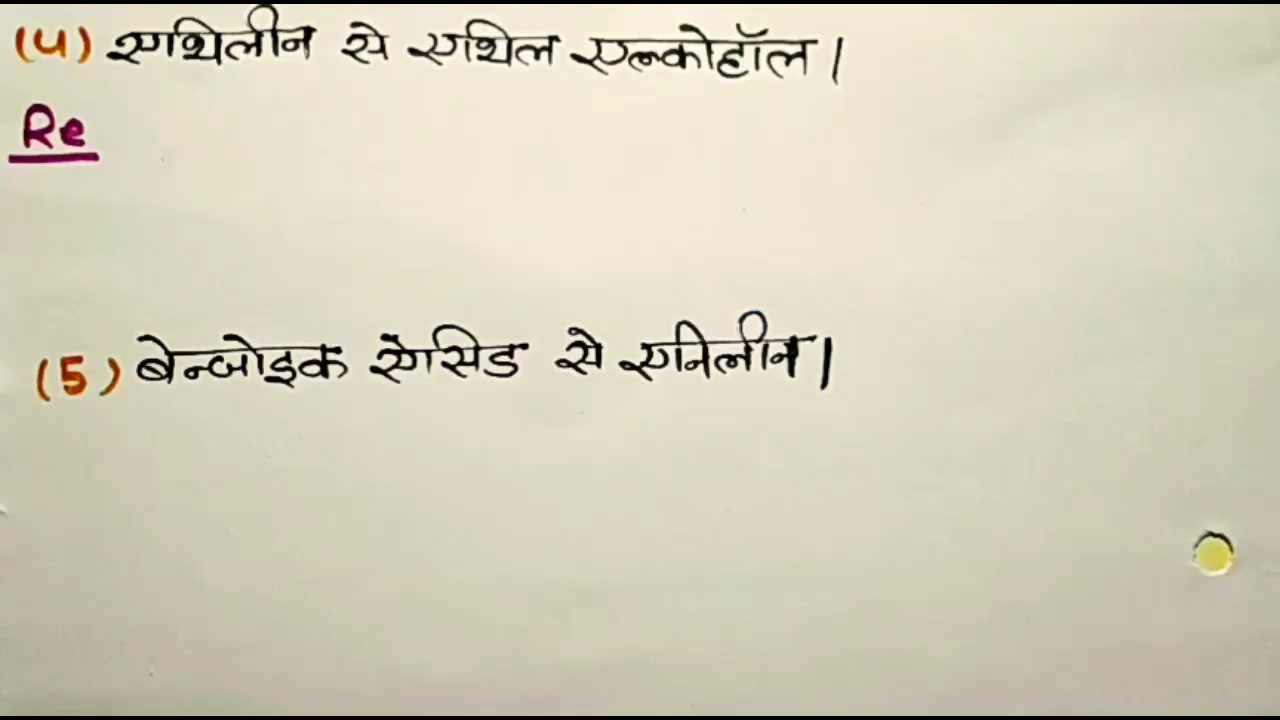 (4) एथिलीन से एथिल एल्कोहॉल।
Re
(5) बेन्जोइक ऐसिड से एनिलीन।